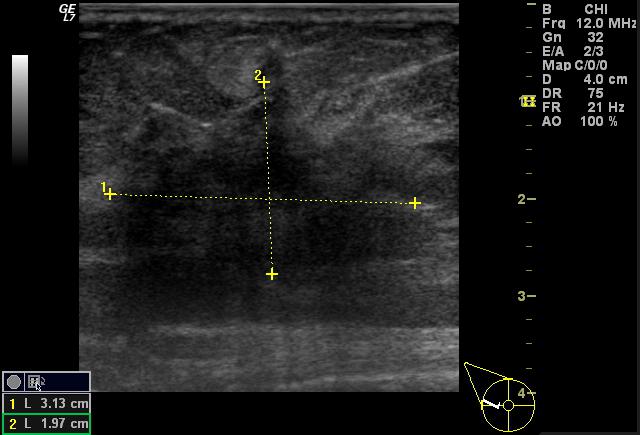 GE
L7
B CHI
Frq 12.0 MHz
Gn 32
E/A 2/3
Map C/0/0
D 4.0 cm
DR 75
FR 21 Hz
AO 100 %
2
1
2
3
4
1 L 3.13 cm
2 L 1.97 cm